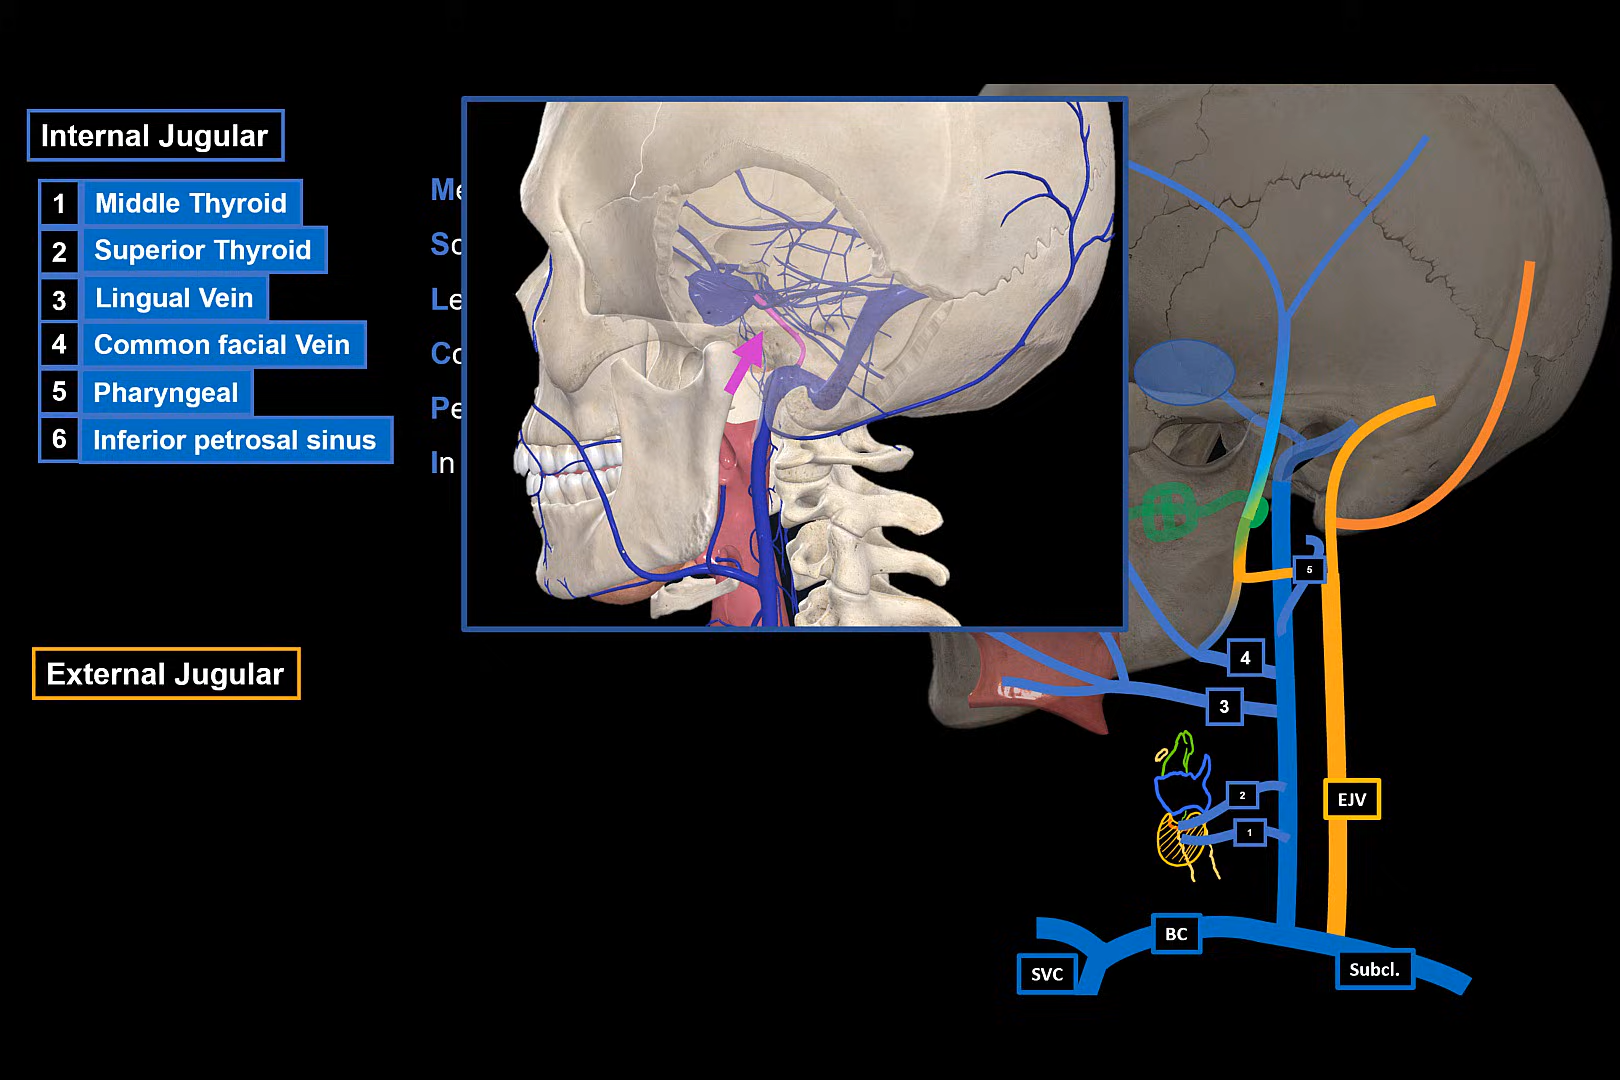 Internal Jugular
1 Middle Thyroid
2 Superior Thyroid
3 Lingual Vein
4 Common facial Vein
5 Pharyngeal
6 Inferior petrosal sinus
In
External Jugular
5
4
3
2
1
EJV
BC
SVC
Subcl.